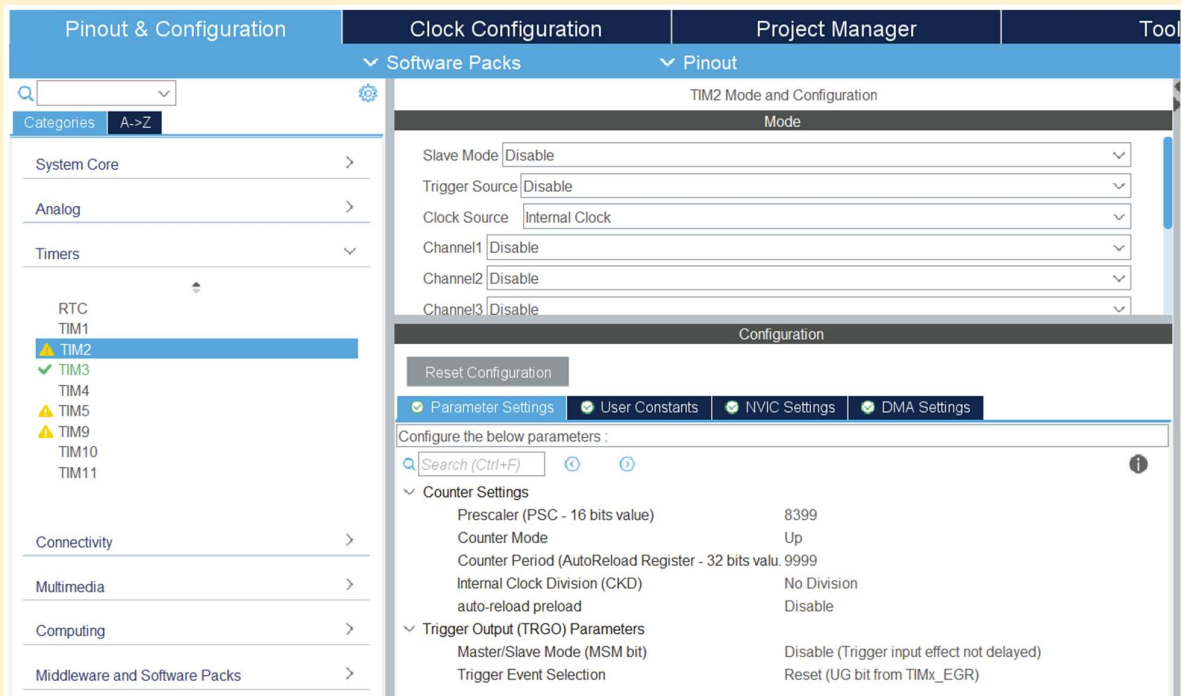 Pinout & Configuration
Clock Configuration
Project Manager
Tool
Software Packs
Pinout
Categories
A->Z
System Core
Analog
Timers
RTC
TIM1
TIM2
TIM3
TIM4
TIM5
TIM9
TIM10
TIM11
Connectivity
Multimedia
Computing
Middleware and Software Packs
TIM2 Mode and Configuration
Mode
Slave Mode Disable
Trigger Source Disable
Clock Source Internal Clock
Channel1 Disable
Channel2 Disable
Channel3 Disable
Configuration
Reset Configuration
Parameter Settings
User Constants
NVIC Settings
DMA Settings
Configure the below parameters :
Search (Ctrl+F)
Counter Settings
Prescaler (PSC - 16 bits value) 8399
Counter Mode Up
Counter Period (AutoReload Register - 32 bits valu. 9999
Internal Clock Division (CKD) No Division
auto-reload preload Disable
Trigger Output (TRGO) Parameters
Master/Slave Mode (MSM bit) Disable (Trigger input effect not delayed)
Trigger Event Selection Reset (UG bit from TIMx_EGR)